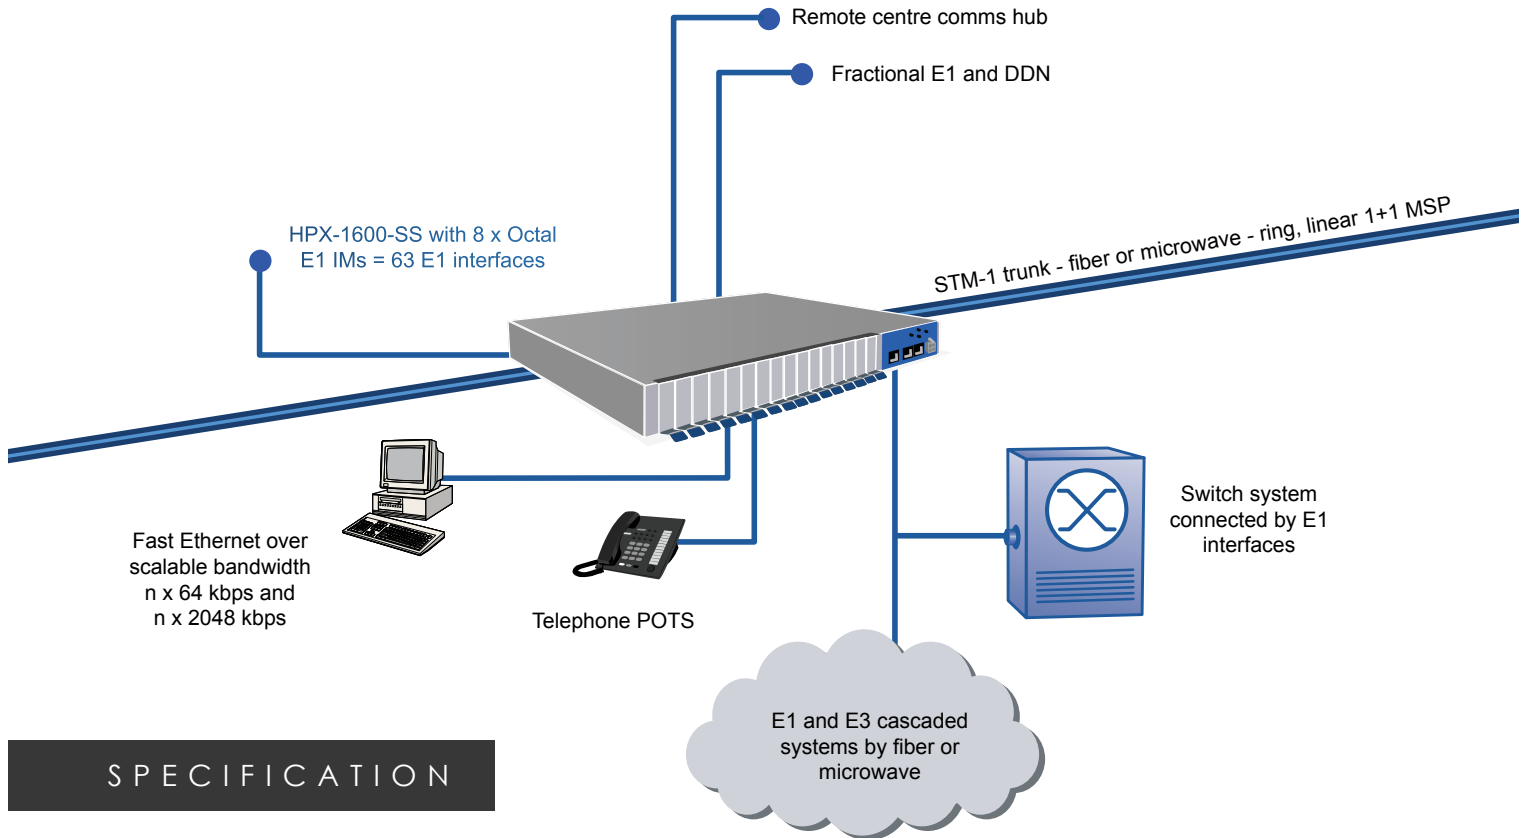 Remote centre comms hub
Fractional E1 and DDN
STM-1 trunk - fiber or microwave - ring, linear 1+1 MSP
HPX-1600-SS with 8 x Octal
E1 IMs = 63 E1 interfaces
Fast Ethernet over
scalable bandwidth
n x 64 kbps and
n x 2048 kbps
Telephone POTS
Switch system
connected by E1
interfaces
E1 and E3 cascaded
systems by fiber or
microwave
SPECIFICATION